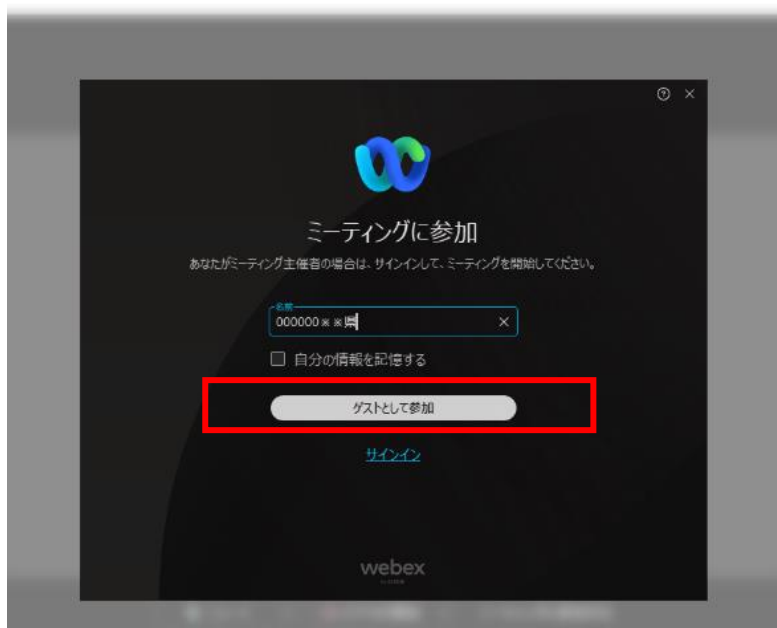 ミーティングに参加
あなたがミーティング主催者の場合は、サインインして、ミーティングを開始してください。
名前
000000※※県
自分の情報を記憶する
ゲストとして参加
サインイン
webex